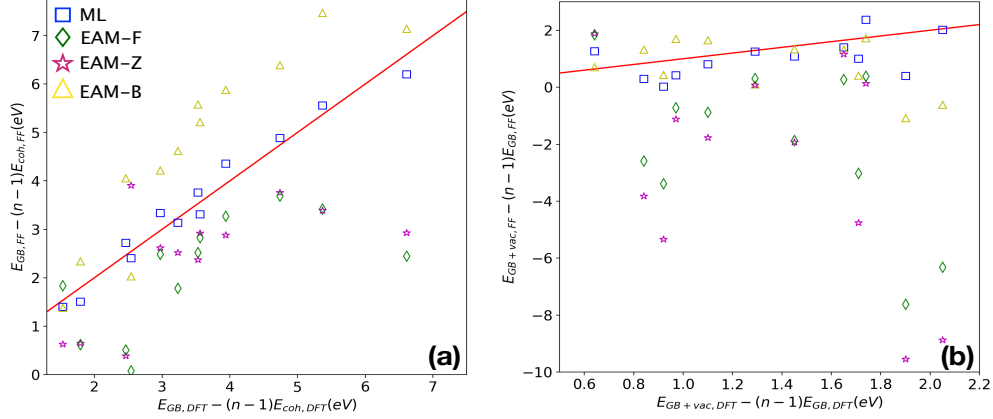 ML
EAM-F
EAM-Z
EAM-B
7
6
5
4
3
2
1
0
2 3 4 5 6 7
(a)
E_{GB,FF} − (n−1)E_{coh,FF}(eV)
E_{GB,DFT} − (n−1)E_{coh,DFT}(eV)
2
0
−2
−4
−6
−8
−10
0.6 0.8 1.0 1.2 1.4 1.6 1.8 2.0 2.2
(b)
E_{GB+vac,FF} − (n−1)E_{GB,FF}(eV)
E_{GB+vac,DFT} − (n−1)E_{GB,DFT}(eV)